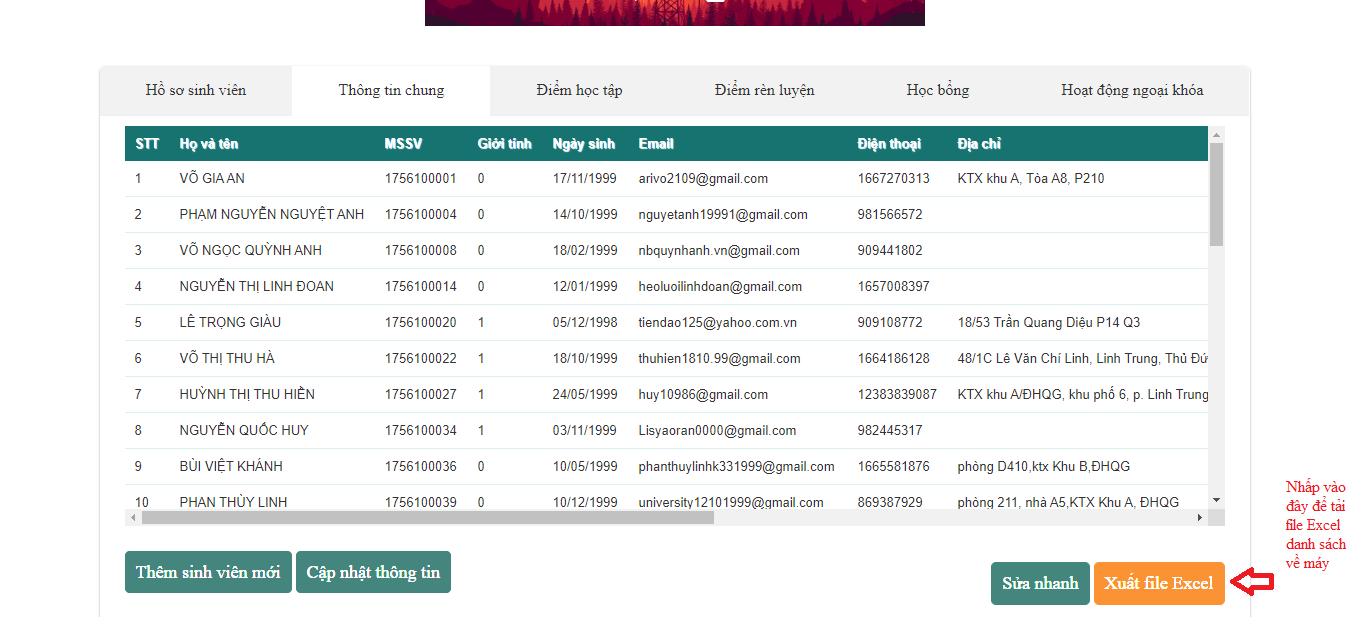 Hồ sơ sinh viên Thông tin chung Điểm học tập Điểm rèn luyện Học bổng Hoạt động ngoại khóa
STT Họ và tên MSSV Giới tính Ngày sinh Email Điện thoại Địa chỉ
1 VÕ GIA AN 1756100001 0 17/11/1999 arivo2109@gmail.com 1667270313 KTX khu A, Tòa A8, P210
2 PHẠM NGUYỄN NGUYỆT ANH 1756100004 0 14/10/1999 nguyetanh19991@gmail.com 981566572
3 VÕ NGỌC QUỲNH ANH 1756100008 0 18/02/1999 nbquynhanh.vn@gmail.com 909441802
4 NGUYỄN THỊ LINH ĐOAN 1756100014 0 12/01/1999 heoluoilinhdoan@gmail.com 1657008397
5 LÊ TRỌNG GIÀU 1756100020 1 05/12/1998 tiendao125@yahoo.com.vn 909108772 18/53 Trần Quang Diệu P14 Q3
6 VÕ THỊ THU HÀ 1756100022 1 18/10/1999 thuhien1810.99@gmail.com 1664186128 48/1C Lê Văn Chí Linh, Linh Trung, Thủ Đứ
7 HUỲNH THỊ THU HIỀN 1756100027 1 24/05/1999 huy10986@gmail.com 12383839087 KTX khu A/ĐHQG, khu phố 6, p. Linh Trung
8 NGUYỄN QUỐC HUY 1756100034 1 03/11/1999 Lisyaoran0000@gmail.com 982445317
9 BÙI VIỆT KHÁNH 1756100036 0 10/05/1999 phanthuylinhk331999@gmail.com 1665581876 phòng D410,ktx Khu B,ĐHQG
10 PHAN THÙY LINH 1756100039 0 10/12/1999 university12101999@gmail.com 869387929 phòng 211, nhà A5,KTX Khu A, ĐHQG
Thêm sinh viên mới Cập nhật thông tin Sửa nhanh Xuất file Excel
Nhấp vào
đây để tải
file Excel
danh sách
về máy